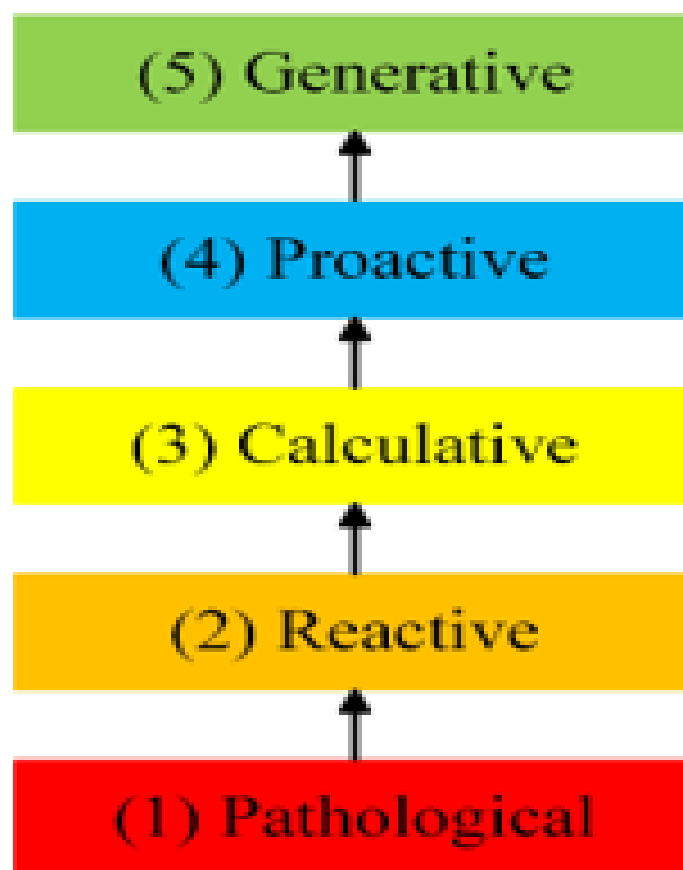 (5) Generative
(4) Proactive
(3) Calculative
(2) Reactive
(1) Pathological